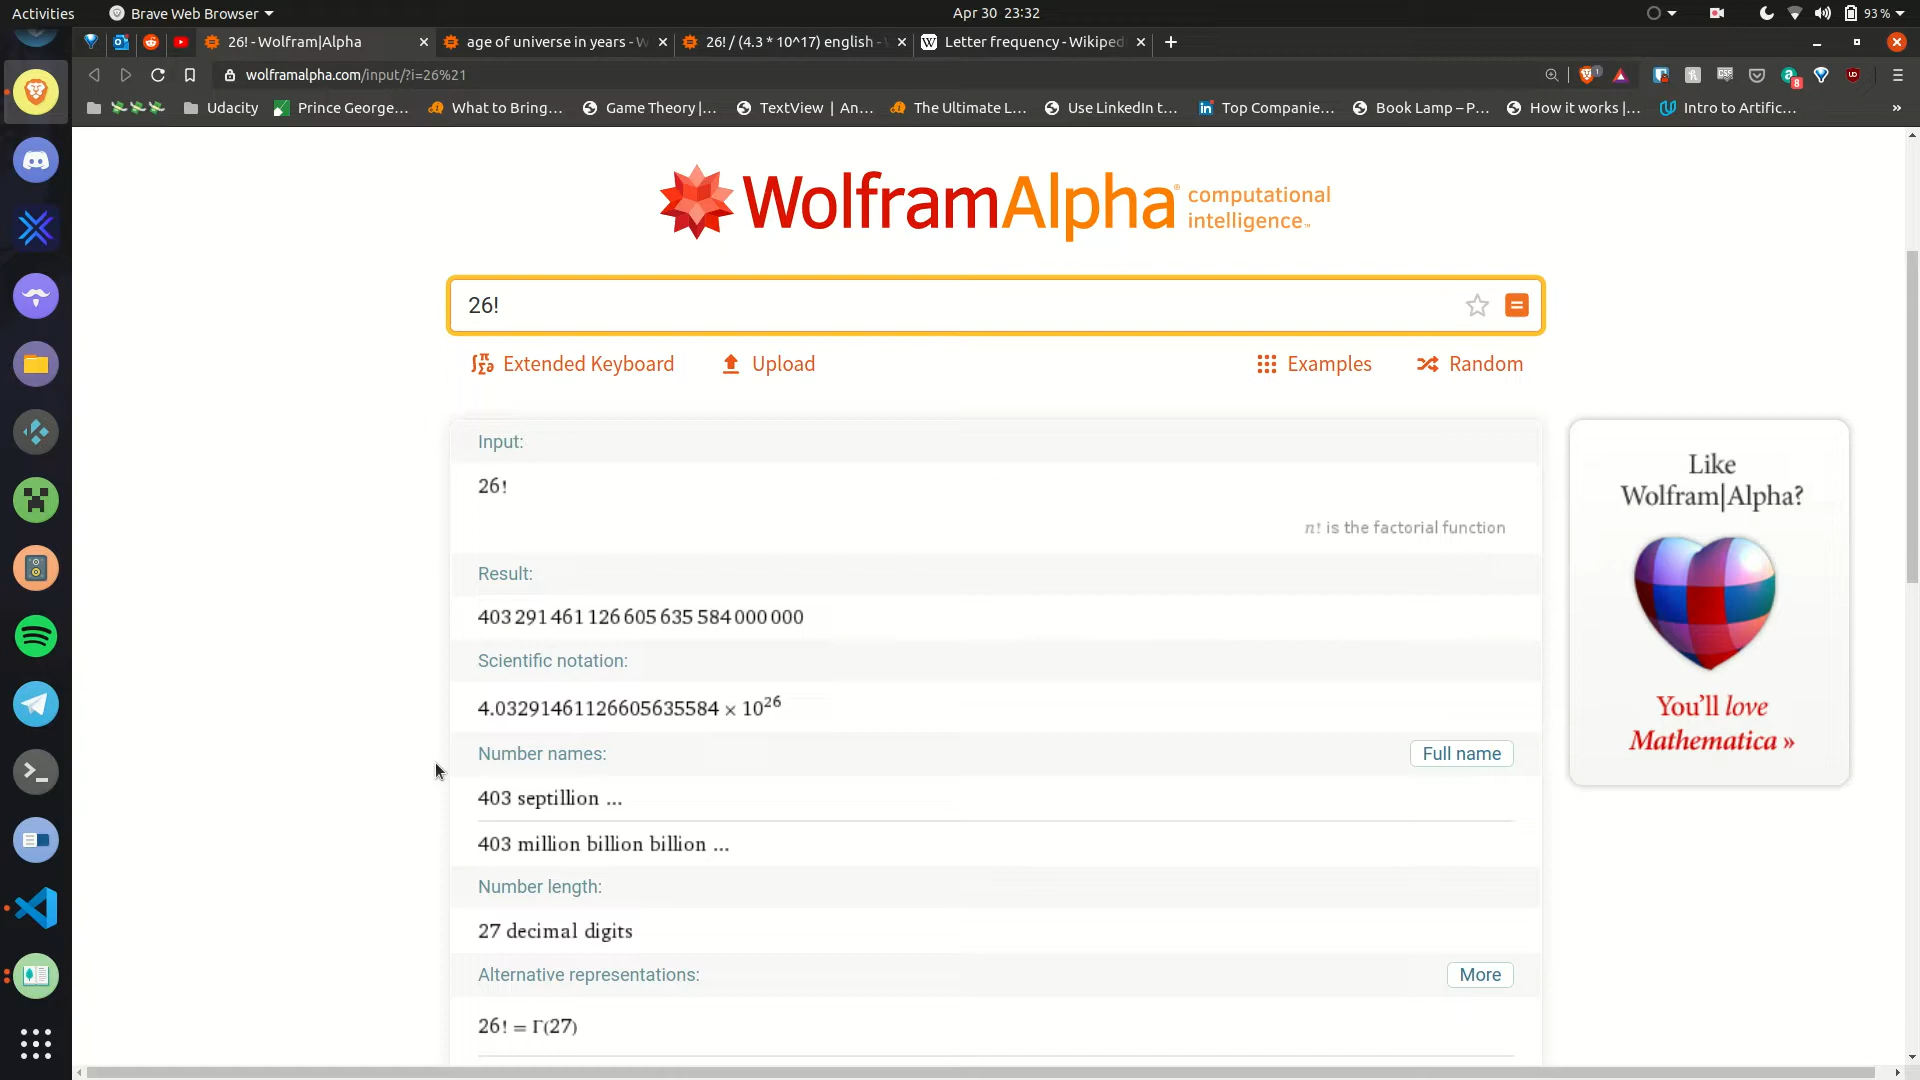 Activities
Brave Web Browser
Apr 30 23:32
93 %
26! - Wolfram|Alpha
age of universe in years - W
26! / (4.3 * 10^17) english -
Letter frequency - Wikiped
wolframalpha.com/input/?i=26%21
1
8
Udacity
Prince George...
What to Bring...
Game Theory |...
TextView | An...
The Ultimate L...
Use LinkedIn t...
Top Companie...
Book Lamp – P...
How it works |...
Intro to Artific...
»
WolframAlpha computational intelligence™
26!
Extended Keyboard
Upload
Examples
Random
Input:
26!
n! is the factorial function
Result:
403 291 461 126 605 635 584 000 000
Scientific notation:
4.03291461126605635584 × 10^26
Number names:
Full name
403 septillion ...
403 million billion billion ...
Number length:
27 decimal digits
Alternative representations:
More
26! = Γ(27)
Like
Wolfram|Alpha?
You'll love
Mathematica »